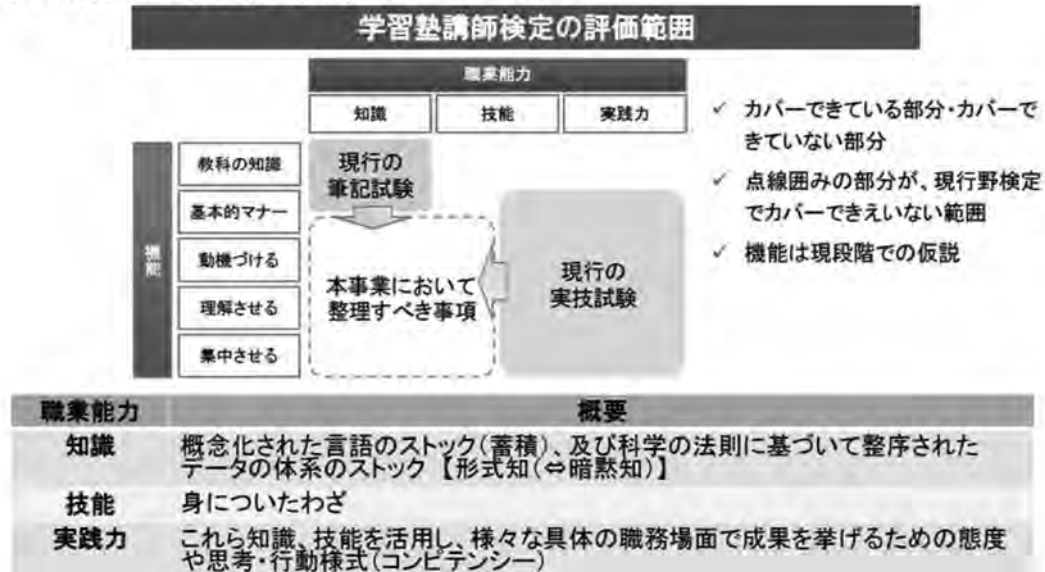 学習塾講師検定の評価範囲
職業能力
知識
技能
実践力
機能
教科の知識
基本的マナー
動機づける
理解させる
集中させる
現行の
筆記試験
本事業において
整理すべき事項
現行の
実技試験
✓ カバーできている部分・カバーで
きていない部分
✓ 点線囲みの部分が、現行野検定
でカバーできえいない範囲
✓ 機能は現段階での仮説
職業能力 概要
知識 概念化された言語のストック(蓄積)、及び科学の法則に基づいて整序された
データの体系のストック 【形式知(⇔暗黙知)】
技能 身についたわざ
実践力 これら知識、技能を活用し、様々な具体の職務場面で成果を挙げるための態度
や思考・行動様式(コンピテンシー)